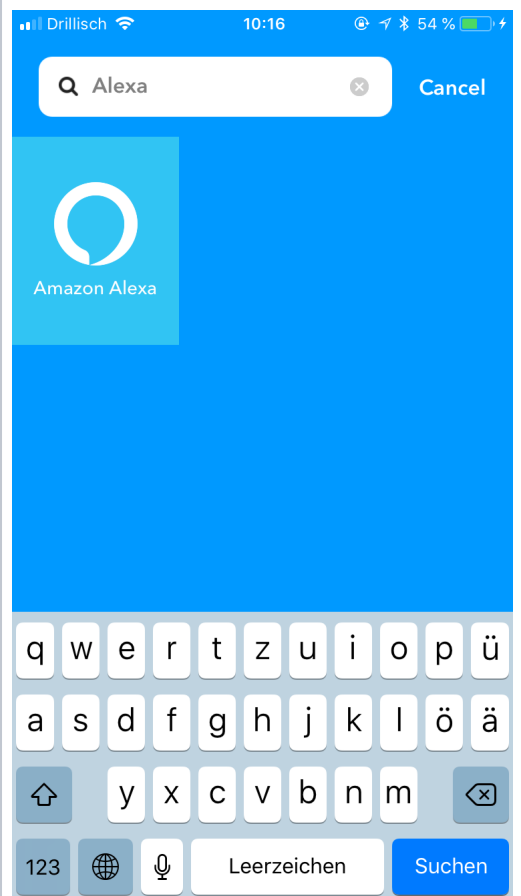 Drillisch 10:16 54 %
Alexa Cancel
Amazon Alexa
q w e r t z u i o p ü
a s d f g h j k l ö ä
y x c v b n m
123 Leerzeichen Suchen